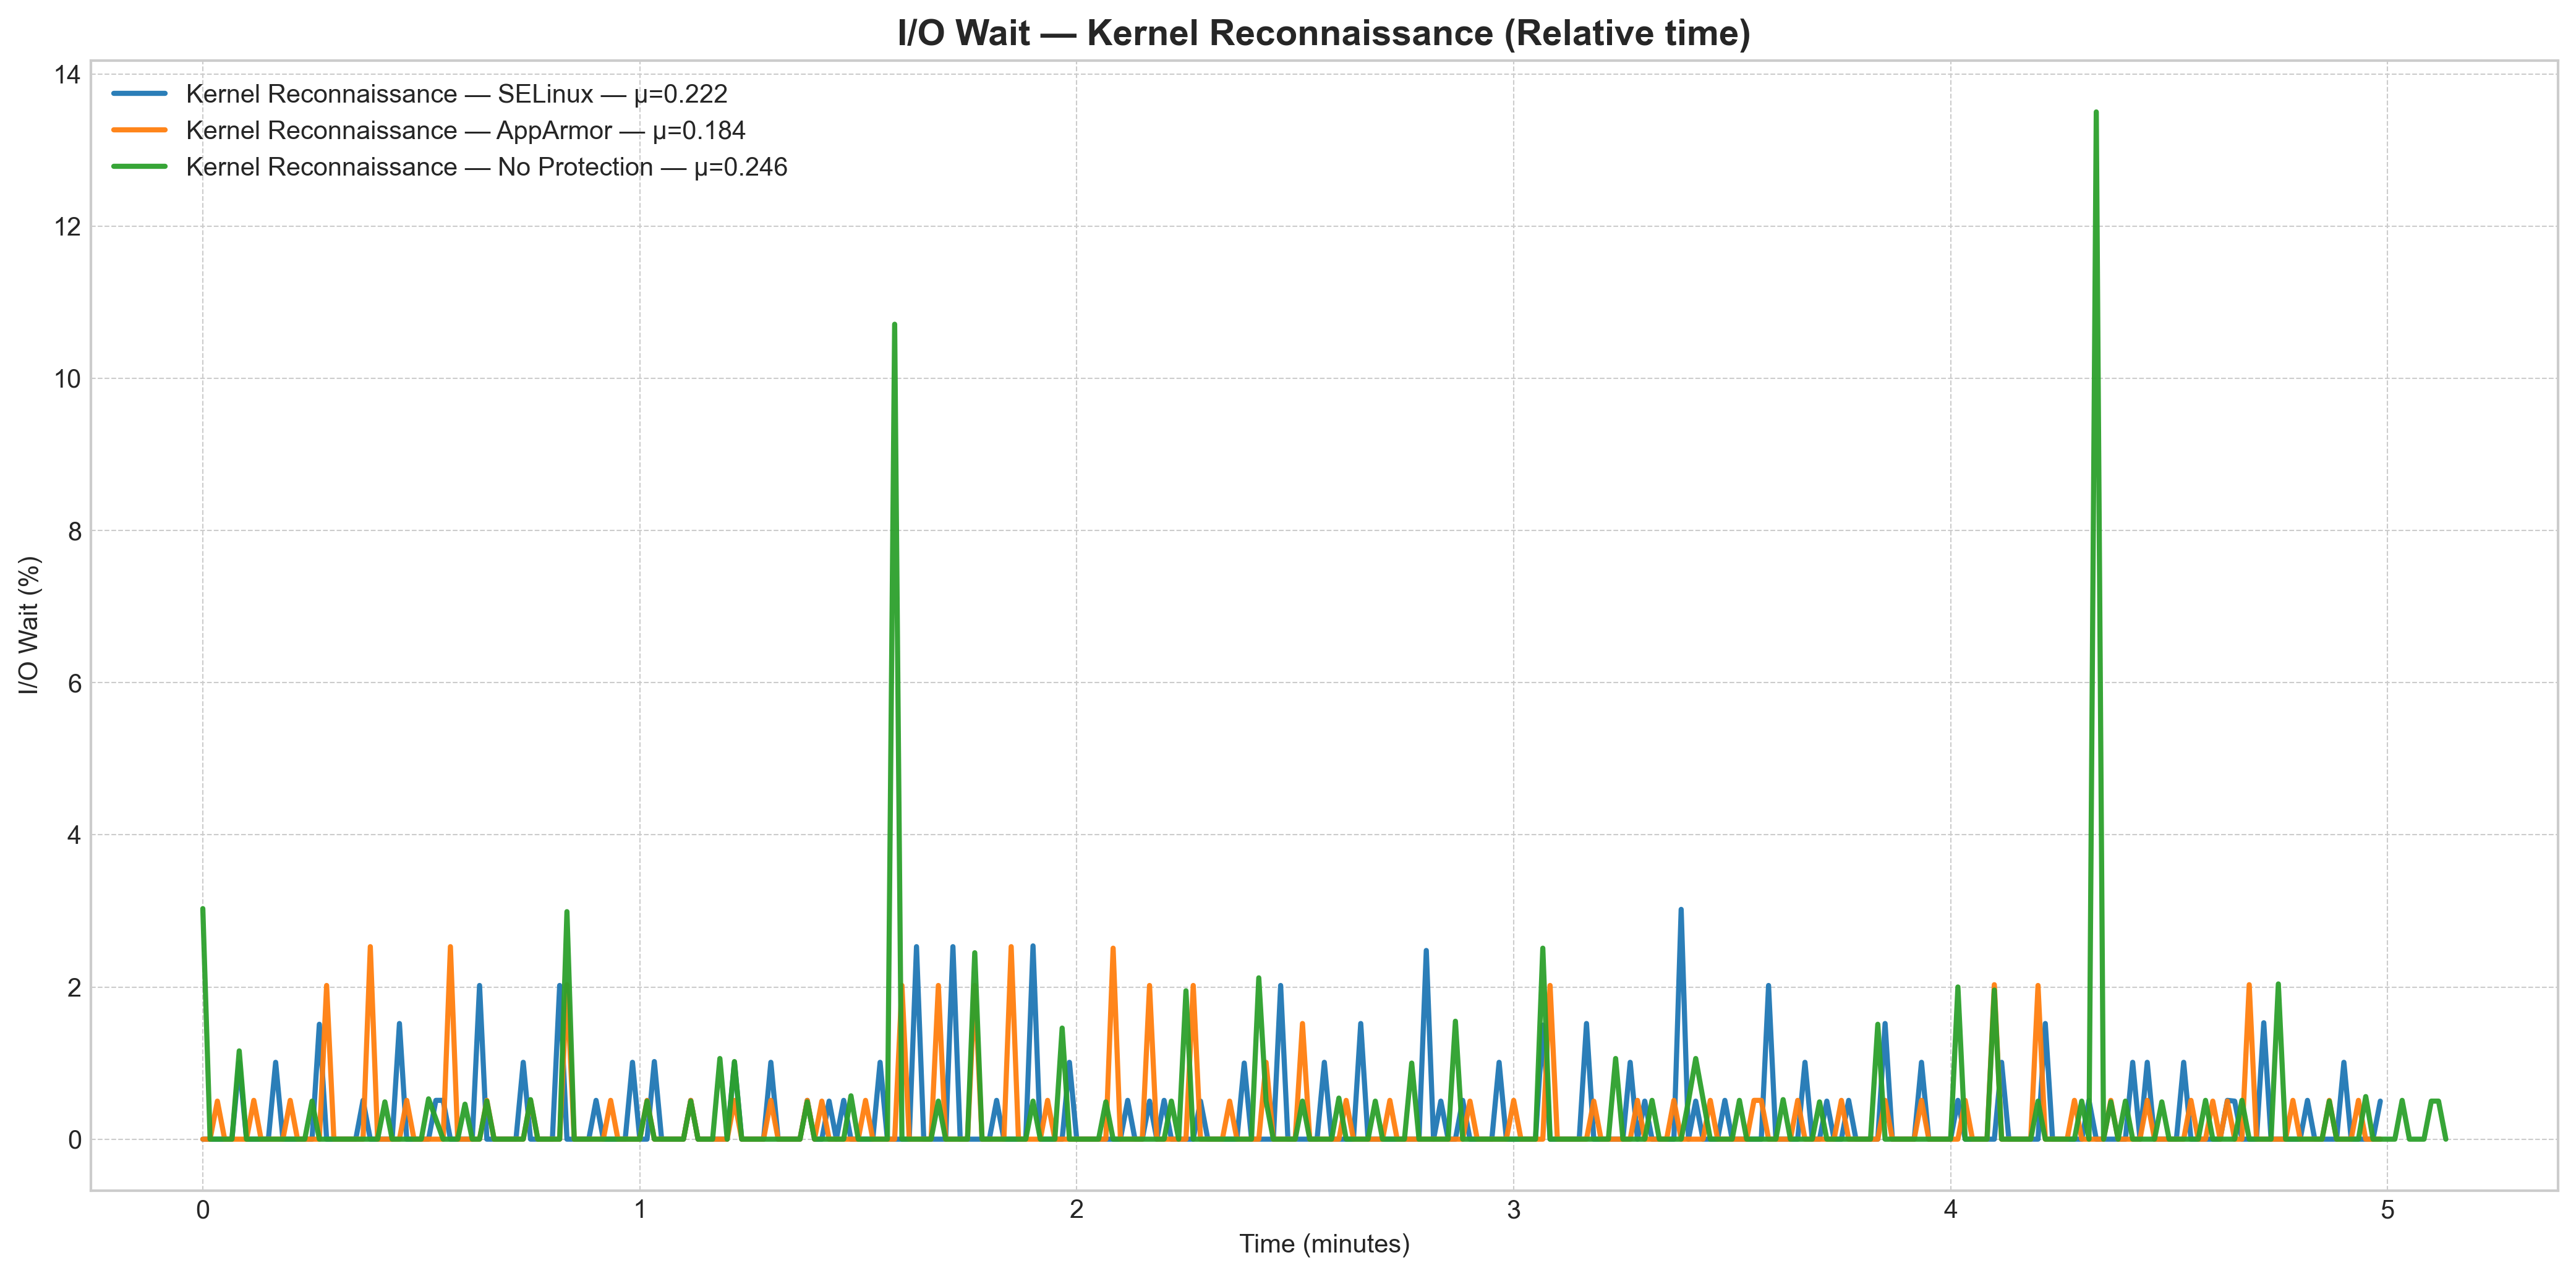 I/O Wait — Kernel Reconnaissance (Relative time)
Kernel Reconnaissance — SELinux — µ=0.222
Kernel Reconnaissance — AppArmor — µ=0.184
Kernel Reconnaissance — No Protection — µ=0.246
14
12
10
8
6
4
2
0
I/O Wait (%)
0 1 2 3 4 5
Time (minutes)